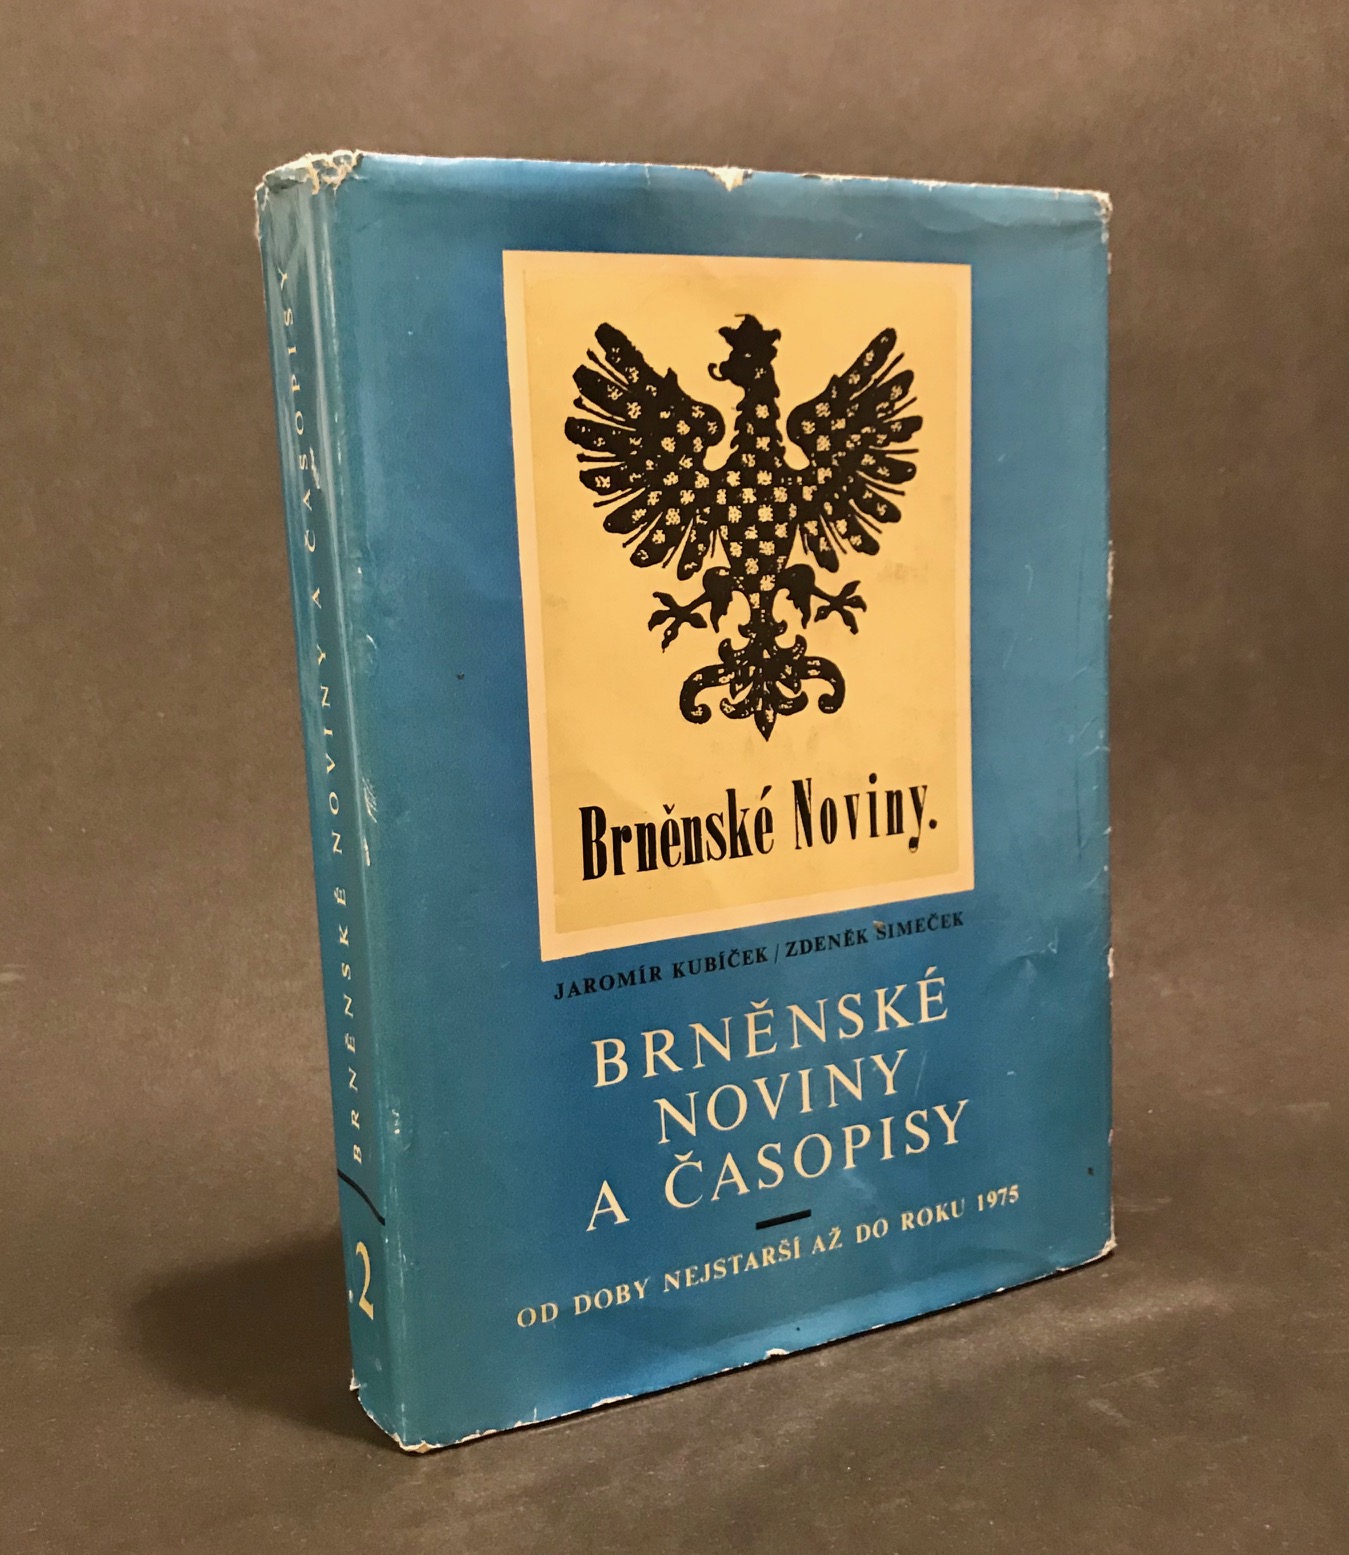 BRNĚNSKÉ NOVINY A ČASOPISY
2
Brněnské Noviny.
JAROMÍR KUBÍČEK / ZDENĚK ŠIMEČEK
BRNĚNSKÉ
NOVINY
A ČASOPISY
OD DOBY NEJSTARŠÍ AŽ DO ROKU 1975